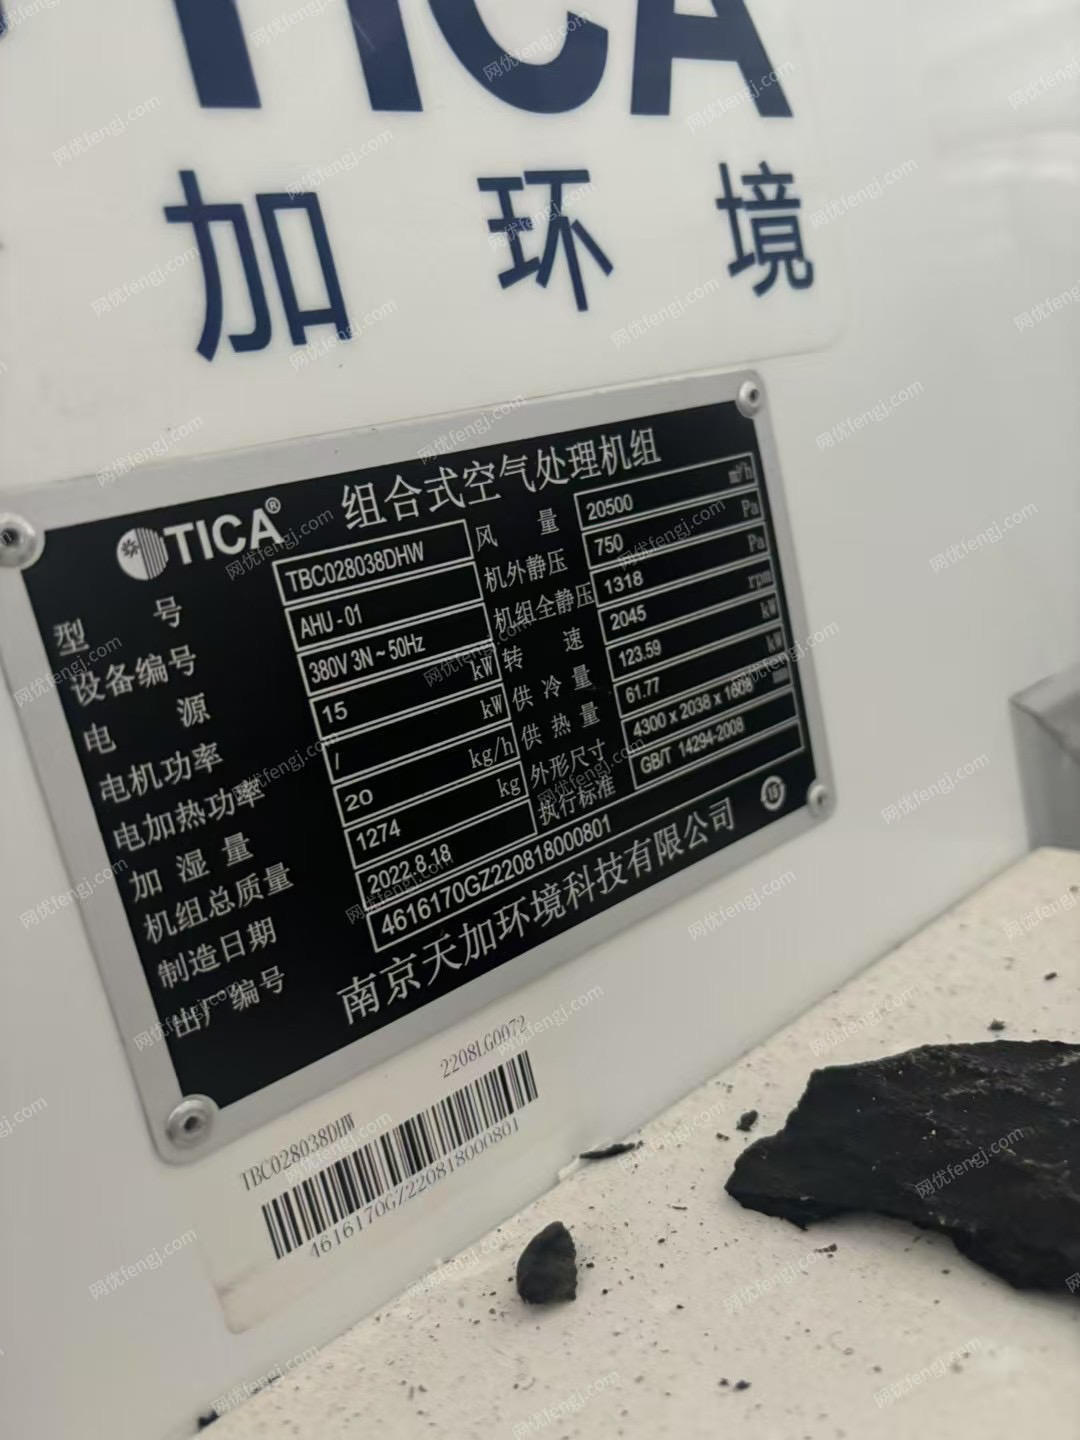 TICA
加环境
TICA® 组合式空气处理机组
型号 TBC028038DHW
设备编号 AHU-01
电源 380V 3N~50Hz
电机功率 15 kW
电加热功率 / kW
加湿量 20 kg/h
机组总质量 1274 kg
制造日期 2022.8.18
出厂编号 4616170GZ220818000801
风量 20500 m³/h
机外静压 750 Pa
机组全静压 1318 Pa
转速 2045 rpm
供冷量 123.59 kW
供热量 61.77 kW
外形尺寸 4300 x 2038 x 1608 mm
执行标准 GB/T 14294-2008
南京天加环境科技有限公司
2208LG0072
TBC028038DHW
4616170GZ220818000801
网优fengj.com